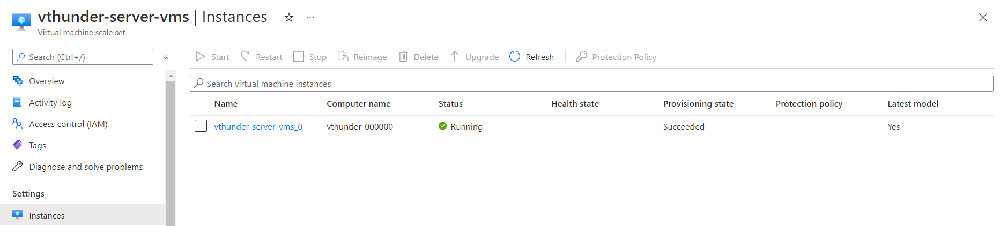 vthunder-server-vms | Instances ☆ ...
Virtual machine scale set
Search (Ctrl+/) «
Start Restart Stop Reimage Delete Upgrade Refresh Protection Policy
Overview
Activity log
Access control (IAM)
Tags
Diagnose and solve problems
Settings
Instances
Search virtual machine instances
Name Computer name Status Health state Provisioning state Protection policy Latest model
vthunder-server-vms_0 vthunder-000000 Running Succeeded Yes